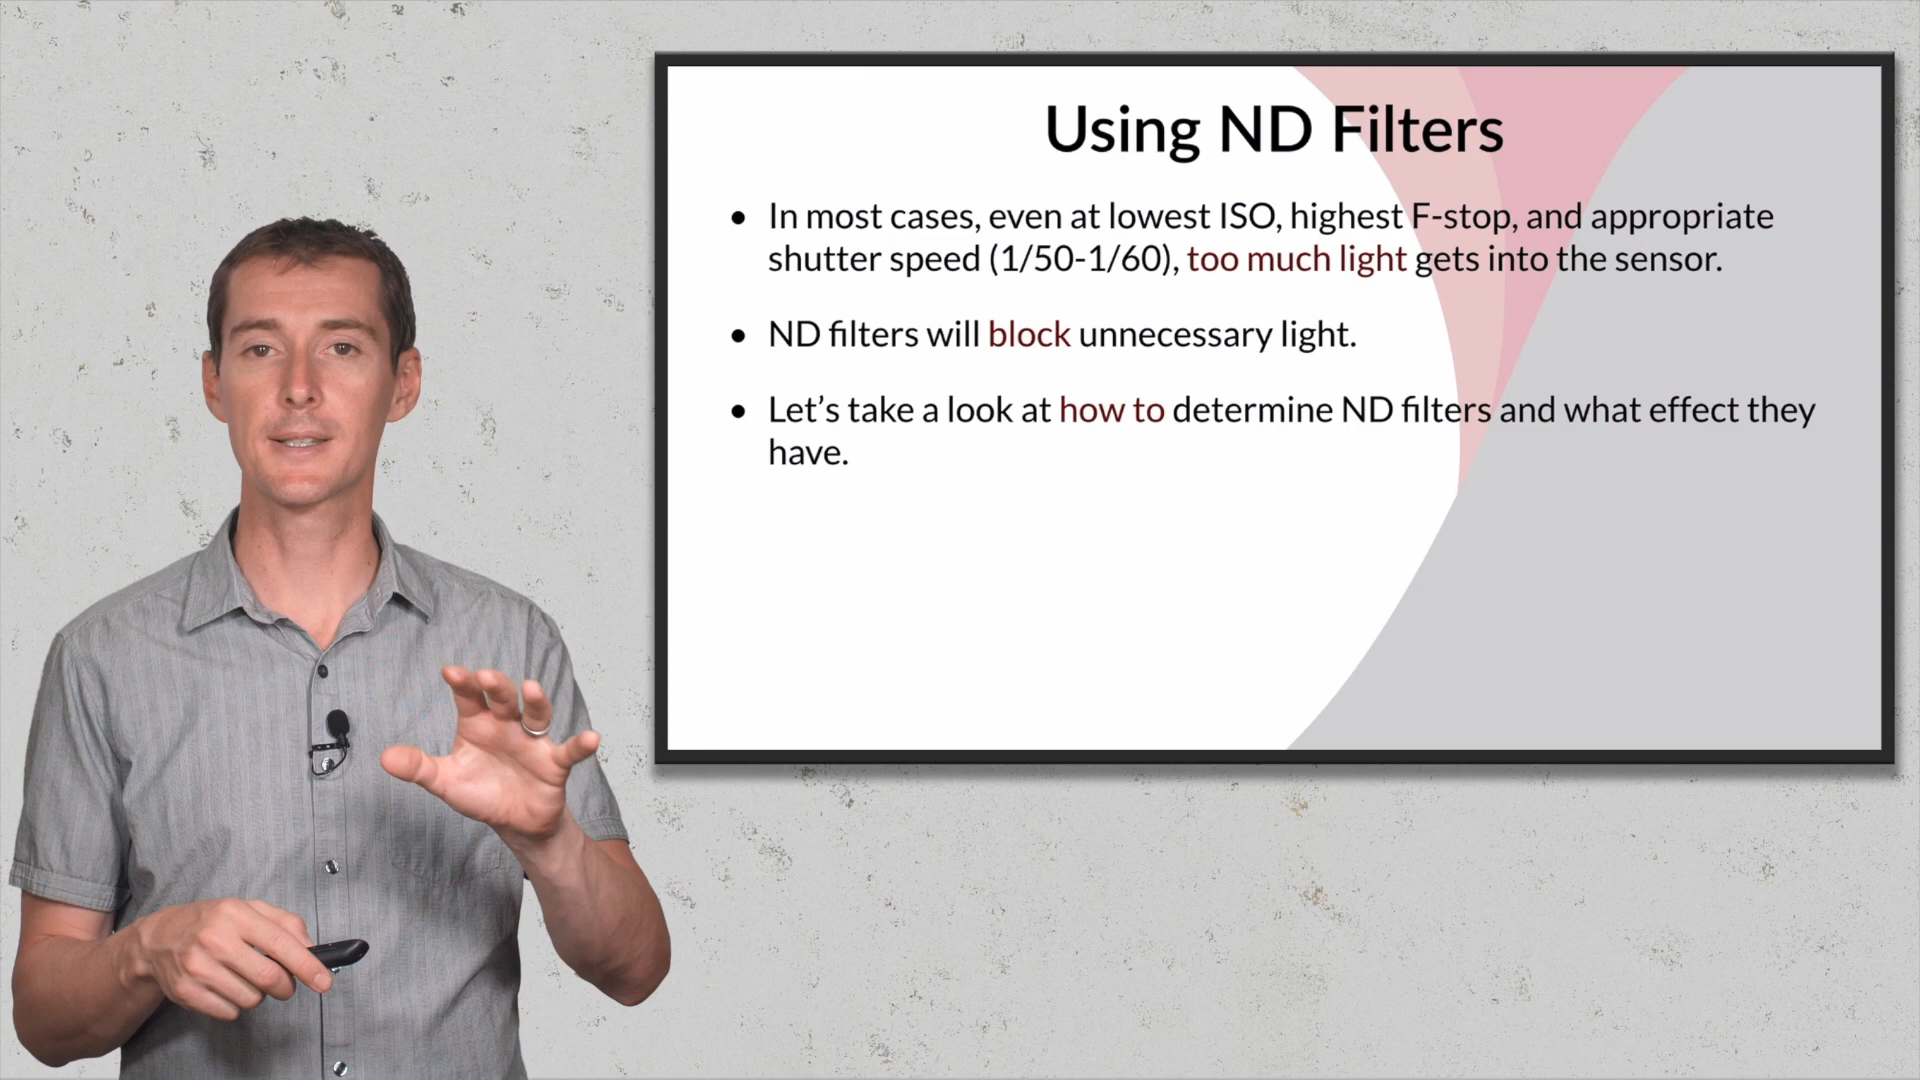 Using ND Filters
• In most cases, even at lowest ISO, highest F-stop, and appropriate
shutter speed (1/50-1/60), too much light gets into the sensor.
• ND filters will block unnecessary light.
• Let’s take a look at how to determine ND filters and what effect they
have.